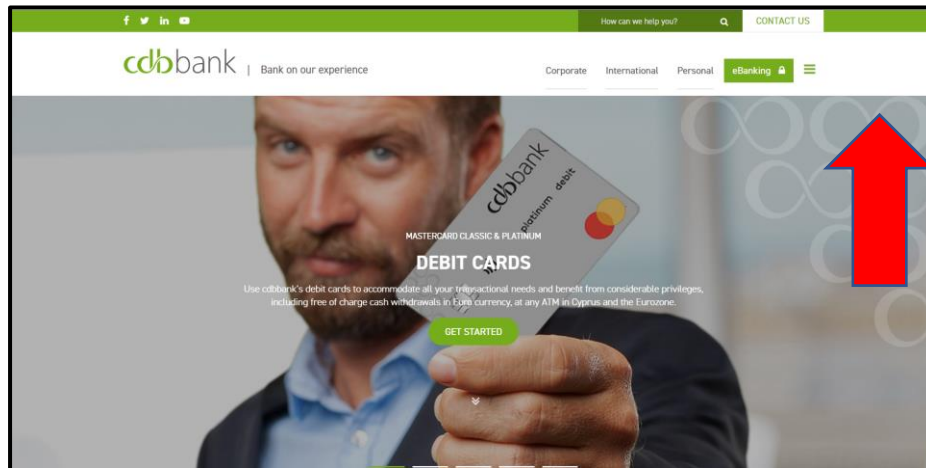 How can we help you?
CONTACT US
cdbbank | Bank on our experience
Corporate International Personal eBanking
cdbbank
platinum debit
MASTERCARD CLASSIC & PLATINUM
DEBIT CARDS
Use cdbbank's debit cards to accommodate all your transactional needs and benefit from considerable privileges,
including free of charge cash withdrawals in Euro currency, at any ATM in Cyprus and the Eurozone.
GET STARTED